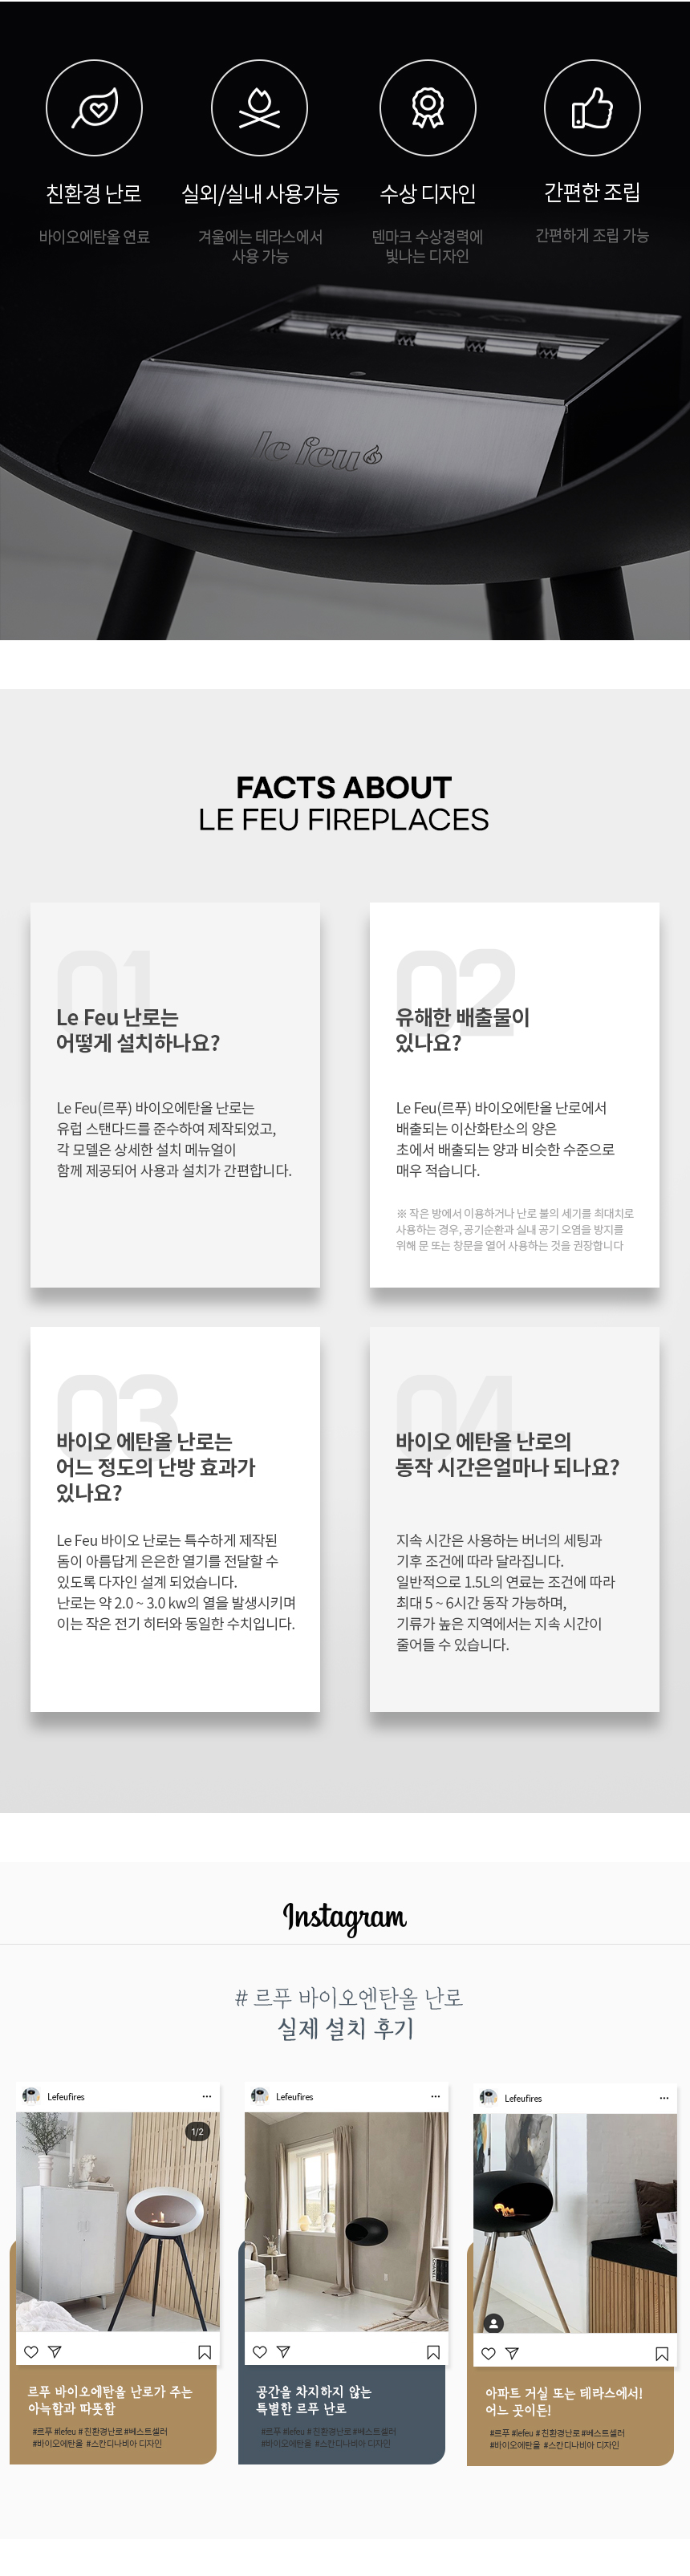 친환경 난로
바이오에탄올 연료
실외/실내 사용가능
겨울에는 테라스에서
사용 가능
수상 디자인
덴마크 수상경력에
빛나는 디자인
간편한 조립
간편하게 조립 가능
le feu
FACTS ABOUT
LE FEU FIREPLACES
01
Le Feu 난로는
어떻게 설치하나요?
Le Feu(르푸) 바이오에탄올 난로는
유럽 스탠다드를 준수하여 제작되었고,
각 모델은 상세한 설치 메뉴얼이
함께 제공되어 사용과 설치가 간편합니다.
02
유해한 배출물이
있나요?
Le Feu(르푸) 바이오에탄올 난로에서
배출되는 이산화탄소의 양은
초에서 배출되는 양과 비슷한 수준으로
매우 적습니다.
※ 작은 방에서 이용하거나 난로 불의 세기를 최대치로
사용하는 경우, 공기순환과 실내 공기 오염을 방지를
위해 문 또는 창문을 열어 사용하는 것을 권장합니다
03
바이오 에탄올 난로는
어느 정도의 난방 효과가
있나요?
Le Feu 바이오 난로는 특수하게 제작된
돔이 아름답게 은은한 열기를 전달할 수
있도록 다자인 설계 되었습니다.
난로는 약 2.0 ~ 3.0 kw의 열을 발생시키며
이는 작은 전기 히터와 동일한 수치입니다.
04
바이오 에탄올 난로의
동작 시간은얼마나 되나요?
지속 시간은 사용하는 버너의 세팅과
기후 조건에 따라 달라집니다.
일반적으로 1.5L의 연료는 조건에 따라
최대 5 ~ 6시간 동작 가능하며,
기류가 높은 지역에서는 지속 시간이
줄어들 수 있습니다.
Instagram
# 르푸 바이오엔탄올 난로
실제 설치 후기
Lefeufires
1/2
르푸 바이오에탄을 난로가 주는
아늑함과 따뜻함
#르푸 #lefeu # 친환경난로 #베스트셀러
#바이오에탄올 #스칸디나비아 디자인
Lefeufires
공간을 차지하지 않는
특별한 르푸 난로
#르푸 #lefeu # 친환경난로 #베스트셀러
#바이오에탄올 #스칸디나비아 디자인
Lefeufires
아파트 거실 또는 테라스에서!
어느 곳이든!
#르푸 #lefeu # 친환경난로 #베스트셀러
#바이오에탄올 #스칸디나비아 디자인